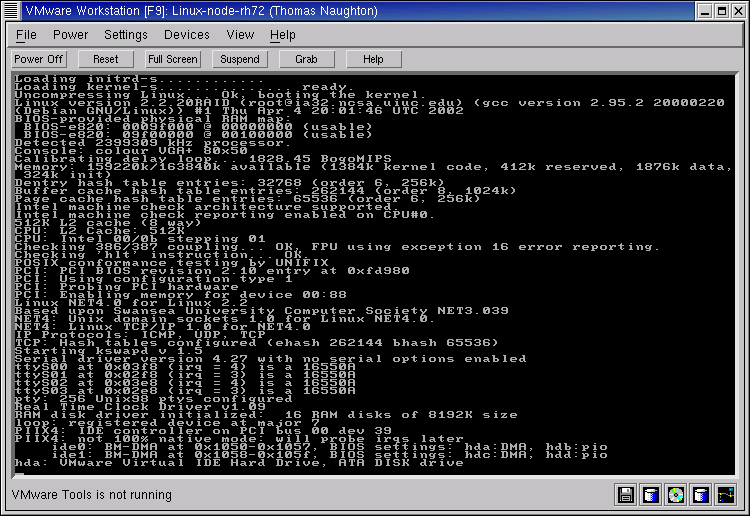 VMware Workstation [F9]: Linux-node-rh72 (Thomas Naughton)
File Power Settings Devices View Help
Power Off Reset Full Screen Suspend Grab Help
Loading initrd-s............
Loading kernel-s.............. ready.
Uncompressing Linux... Ok, booting the kernel.
Linux version 2.2.20RAID (root@ia32.ncsa.uiuc.edu) (gcc version 2.95.2 20000220
(Debian GNU/Linux)) #1 Thu Apr 4 20:01:46 UTC 2002
BIOS-provided physical RAM map:
BIOS-e820: 0009f000 @ 00000000 (usable)
BIOS-e820: 09f00000 @ 00100000 (usable)
Detected 2399309 kHz processor.
Console: colour VGA+ 80x50
Calibrating delay loop... 1828.45 BogoMIPS
Memory: 159220k/163840k available (1384k kernel code, 412k reserved, 1876k data,
324k init)
Dentry hash table entries: 32768 (order 6, 256k)
Buffer cache hash table entries: 262144 (order 8, 1024k)
Page cache hash table entries: 65536 (order 6, 256k)
Intel machine check architecture supported.
Intel machine check reporting enabled on CPU#0.
512K L2 cache (8 way)
CPU: L2 Cache: 512K
CPU: Intel 00/0b stepping 01
Checking 386/387 coupling... OK, FPU using exception 16 error reporting.
Checking 'hlt' instruction... OK.
POSIX conformance testing by UNIFIX
PCI: PCI BIOS revision 2.10 entry at 0xfd980
PCI: Using configuration type 1
PCI: Probing PCI hardware
PCI: Enabling memory for device 00:88
Linux NET4.0 for Linux 2.2
Based upon Swansea University Computer Society NET3.039
NET4: Unix domain sockets 1.0 for Linux NET4.0.
NET4: Linux TCP/IP 1.0 for NET4.0
IP Protocols: ICMP, UDP, TCP
TCP: Hash tables configured (ehash 262144 bhash 65536)
Starting kswapd v 1.5
Serial driver version 4.27 with no serial options enabled
ttyS00 at 0x03f8 (irq = 4) is a 16550A
ttyS01 at 0x02f8 (irq = 3) is a 16550A
ttyS02 at 0x03e8 (irq = 4) is a 16550A
ttyS03 at 0x02e8 (irq = 3) is a 16550A
pty: 256 Unix98 ptys configured
Real Time Clock Driver v1.09
RAM disk driver initialized: 16 RAM disks of 8192K size
loop: registered device at major 7
PIIX4: IDE controller on PCI bus 00 dev 39
PIIX4: not 100% native mode: will probe irqs later
ide0: BM-DMA at 0x1050-0x1057, BIOS settings: hda:DMA, hdb:pio
ide1: BM-DMA at 0x1058-0x105f, BIOS settings: hdc:DMA, hdd:pio
hda: VMware Virtual IDE Hard Drive, ATA DISK drive
VMware Tools is not running